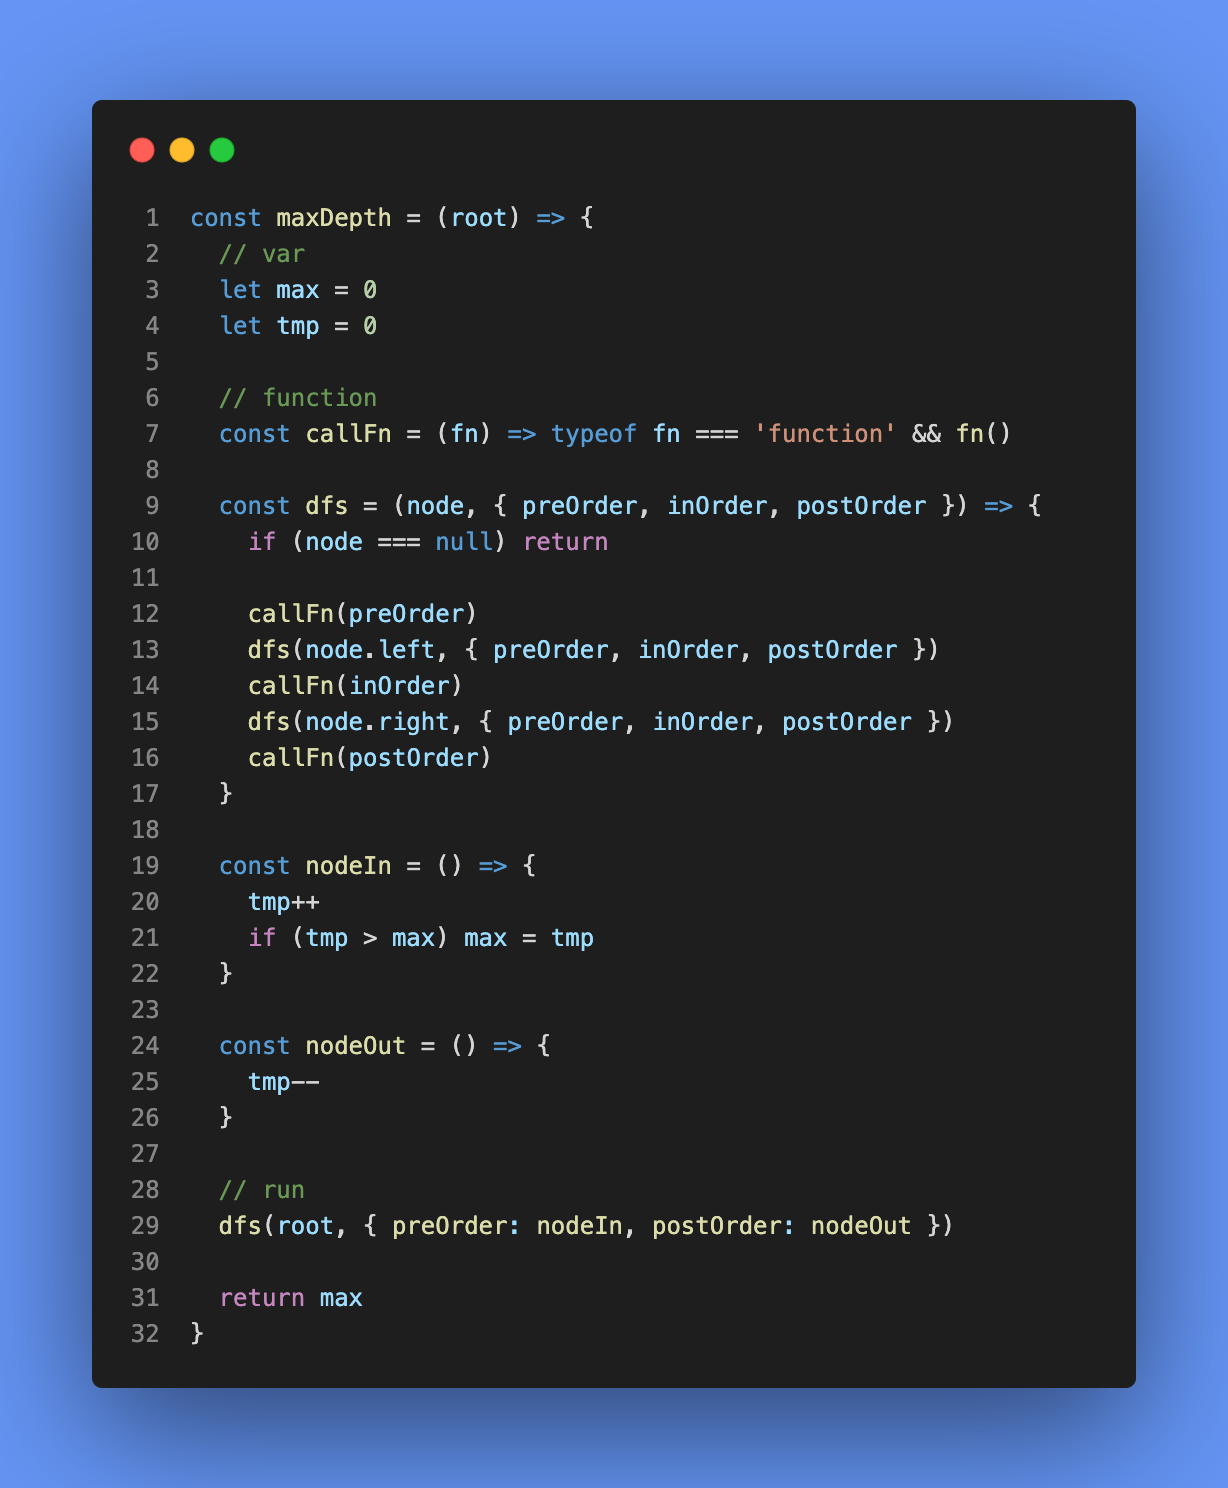 1 const maxDepth = (root) => {
2 // var
3 let max = 0
4 let tmp = 0
5
6 // function
7 const callFn = (fn) => typeof fn === 'function' && fn()
8
9 const dfs = (node, { preOrder, inOrder, postOrder }) => {
10 if (node === null) return
11
12 callFn(preOrder)
13 dfs(node.left, { preOrder, inOrder, postOrder })
14 callFn(inOrder)
15 dfs(node.right, { preOrder, inOrder, postOrder })
16 callFn(postOrder)
17 }
18
19 const nodeIn = () => {
20 tmp++
21 if (tmp > max) max = tmp
22 }
23
24 const nodeOut = () => {
25 tmp--
26 }
27
28 // run
29 dfs(root, { preOrder: nodeIn, postOrder: nodeOut })
30
31 return max
32 }